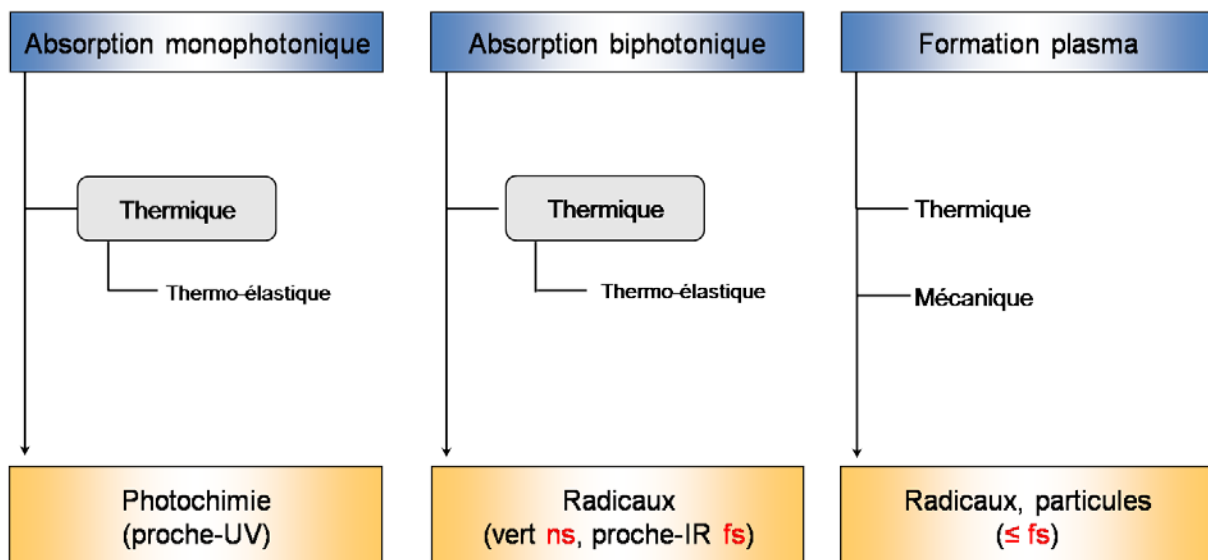 Absorption monophotonique
Thermique
Thermo-élastique
Photochimie
(proche-UV)
Absorption biphotonique
Thermique
Thermo-élastique
Radicaux
(vert ns, proche-IR fs)
Formation plasma
Thermique
Mécanique
Radicaux, particules
(≤ fs)